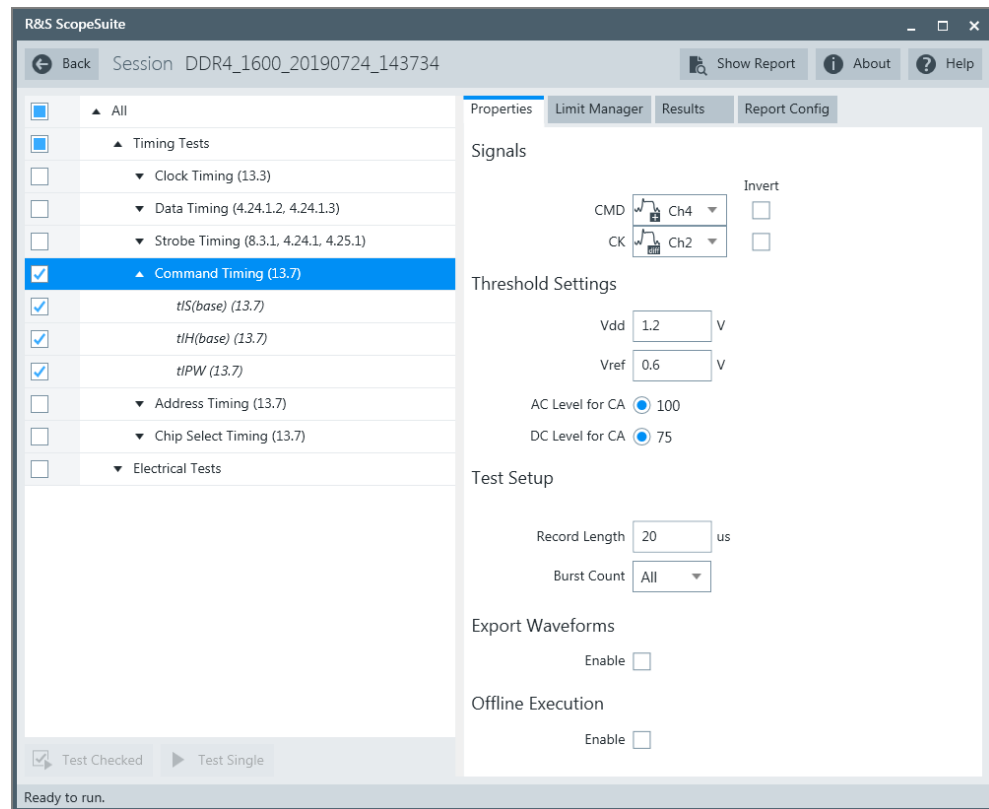 R&S ScopeSuite
Back Session DDR4_1600_20190724_143734 Show Report About Help
All
Timing Tests
Clock Timing (13.3)
Data Timing (4.24.1.2, 4.24.1.3)
Strobe Timing (8.3.1, 4.24.1, 4.25.1)
Command Timing (13.7)
tIS(base) (13.7)
tIH(base) (13.7)
tIPW (13.7)
Address Timing (13.7)
Chip Select Timing (13.7)
Electrical Tests
Test Checked Test Single
Properties Limit Manager Results Report Config
Signals
Invert
CMD Ch4
CK diff Ch2
Threshold Settings
Vdd 1.2 V
Vref 0.6 V
AC Level for CA 100
DC Level for CA 75
Test Setup
Record Length 20 us
Burst Count All
Export Waveforms
Enable
Offline Execution
Enable
Ready to run.